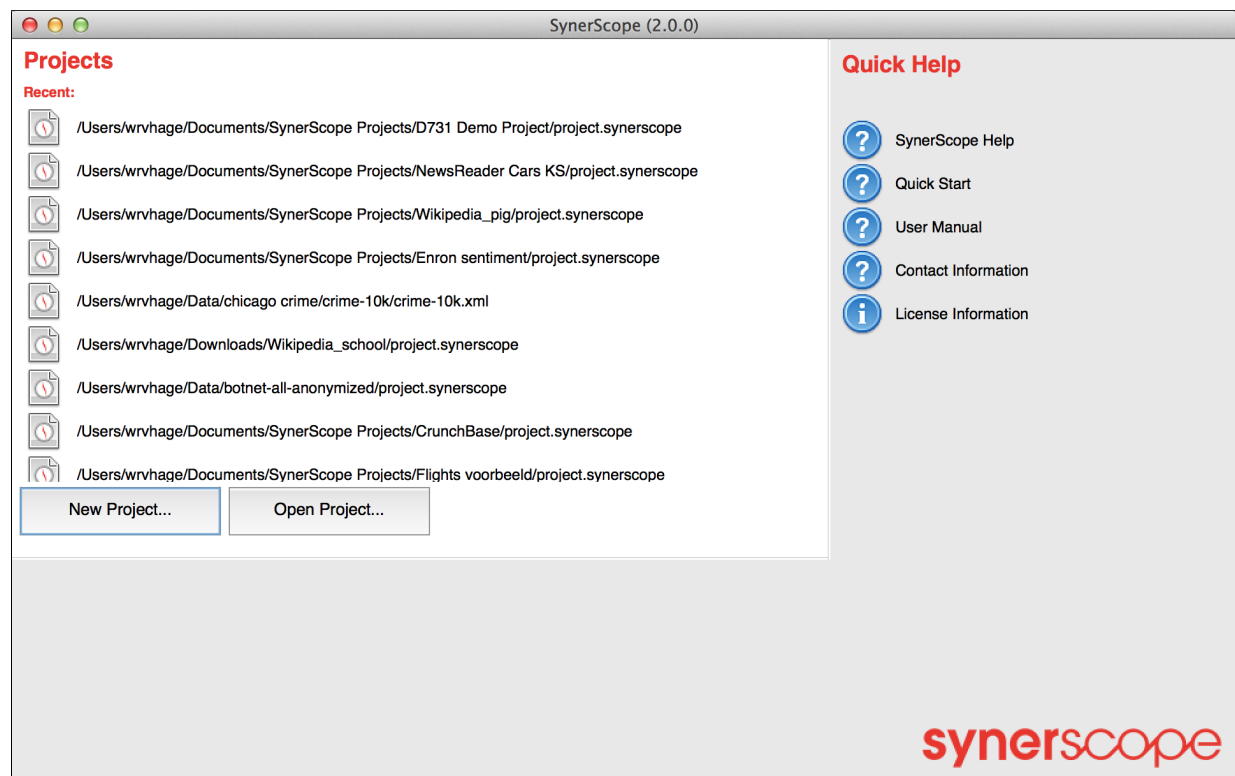 SynerScope (2.0.0)
Projects
Recent:
/Users/wrvhage/Documents/SynerScope Projects/D731 Demo Project/project.synerscope
/Users/wrvhage/Documents/SynerScope Projects/NewsReader Cars KS/project.synerscope
/Users/wrvhage/Documents/SynerScope Projects/Wikipedia_pig/project.synerscope
/Users/wrvhage/Documents/SynerScope Projects/Enron sentiment/project.synerscope
/Users/wrvhage/Data/chicago crime/crime-10k/crime-10k.xml
/Users/wrvhage/Downloads/Wikipedia_school/project.synerscope
/Users/wrvhage/Data/botnet-all-anonymized/project.synerscope
/Users/wrvhage/Documents/SynerScope Projects/CrunchBase/project.synerscope
/Users/wrvhage/Documents/SynerScope Projects/Flights voorbeeld/project.synerscope
New Project...
Open Project...
Quick Help
SynerScope Help
Quick Start
User Manual
Contact Information
License Information
synerscope